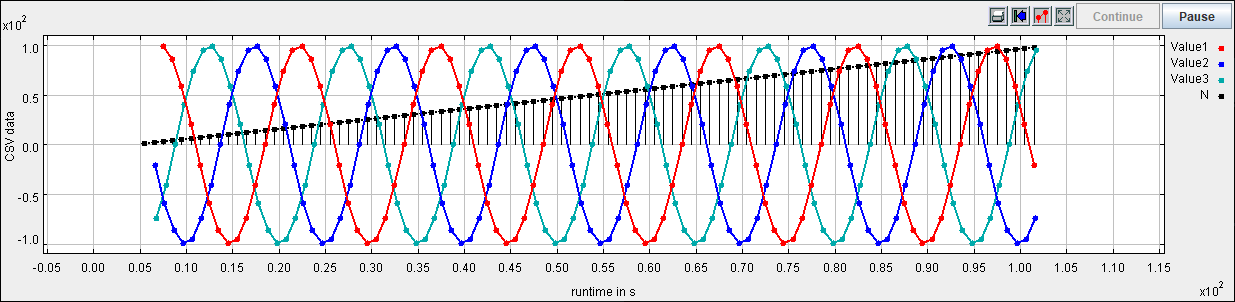 Continue
Pause
x10²
1.0
0.5
0.0
-0.5
-1.0
CSV data
Value1
Value2
Value3
N
-0.05 0.00 0.05 0.10 0.15 0.20 0.25 0.30 0.35 0.40 0.45 0.50 0.55 0.60 0.65 0.70 0.75 0.80 0.85 0.90 0.95 1.00 1.05 1.10 1.15
runtime in s
x10²